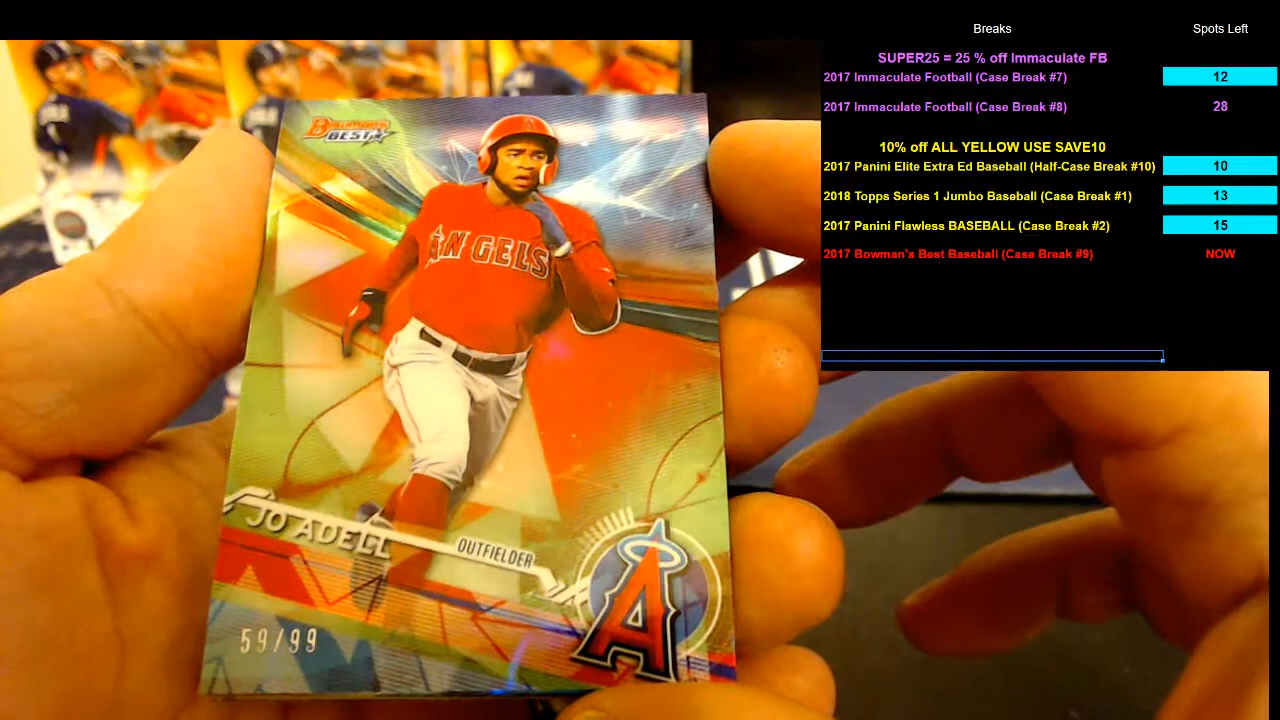 Breaks Spots Left
SUPER25 = 25 % off Immaculate FB
2017 Immaculate Football (Case Break #7) 12
2017 Immaculate Football (Case Break #8) 28
10% off ALL YELLOW USE SAVE10
2017 Panini Elite Extra Ed Baseball (Half-Case Break #10) 10
2018 Topps Series 1 Jumbo Baseball (Case Break #1) 13
2017 Panini Flawless BASEBALL (Case Break #2) 15
2017 Bowman's Best Baseball (Case Break #9) NOW
BOWMAN'S
BEST
ANGELS
JO ADELL
OUTFIELDER
A
59/99